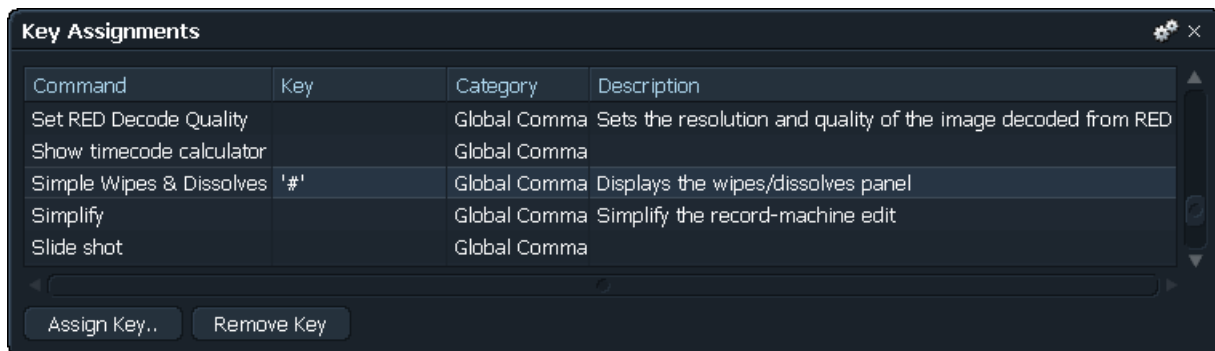 Key Assignments
Command Key Category Description
Set RED Decode Quality Global Comma Sets the resolution and quality of the image decoded from RED
Show timecode calculator Global Comma
Simple Wipes & Dissolves '#' Global Comma Displays the wipes/dissolves panel
Simplify Global Comma Simplify the record-machine edit
Slide shot Global Comma
Assign Key.. Remove Key